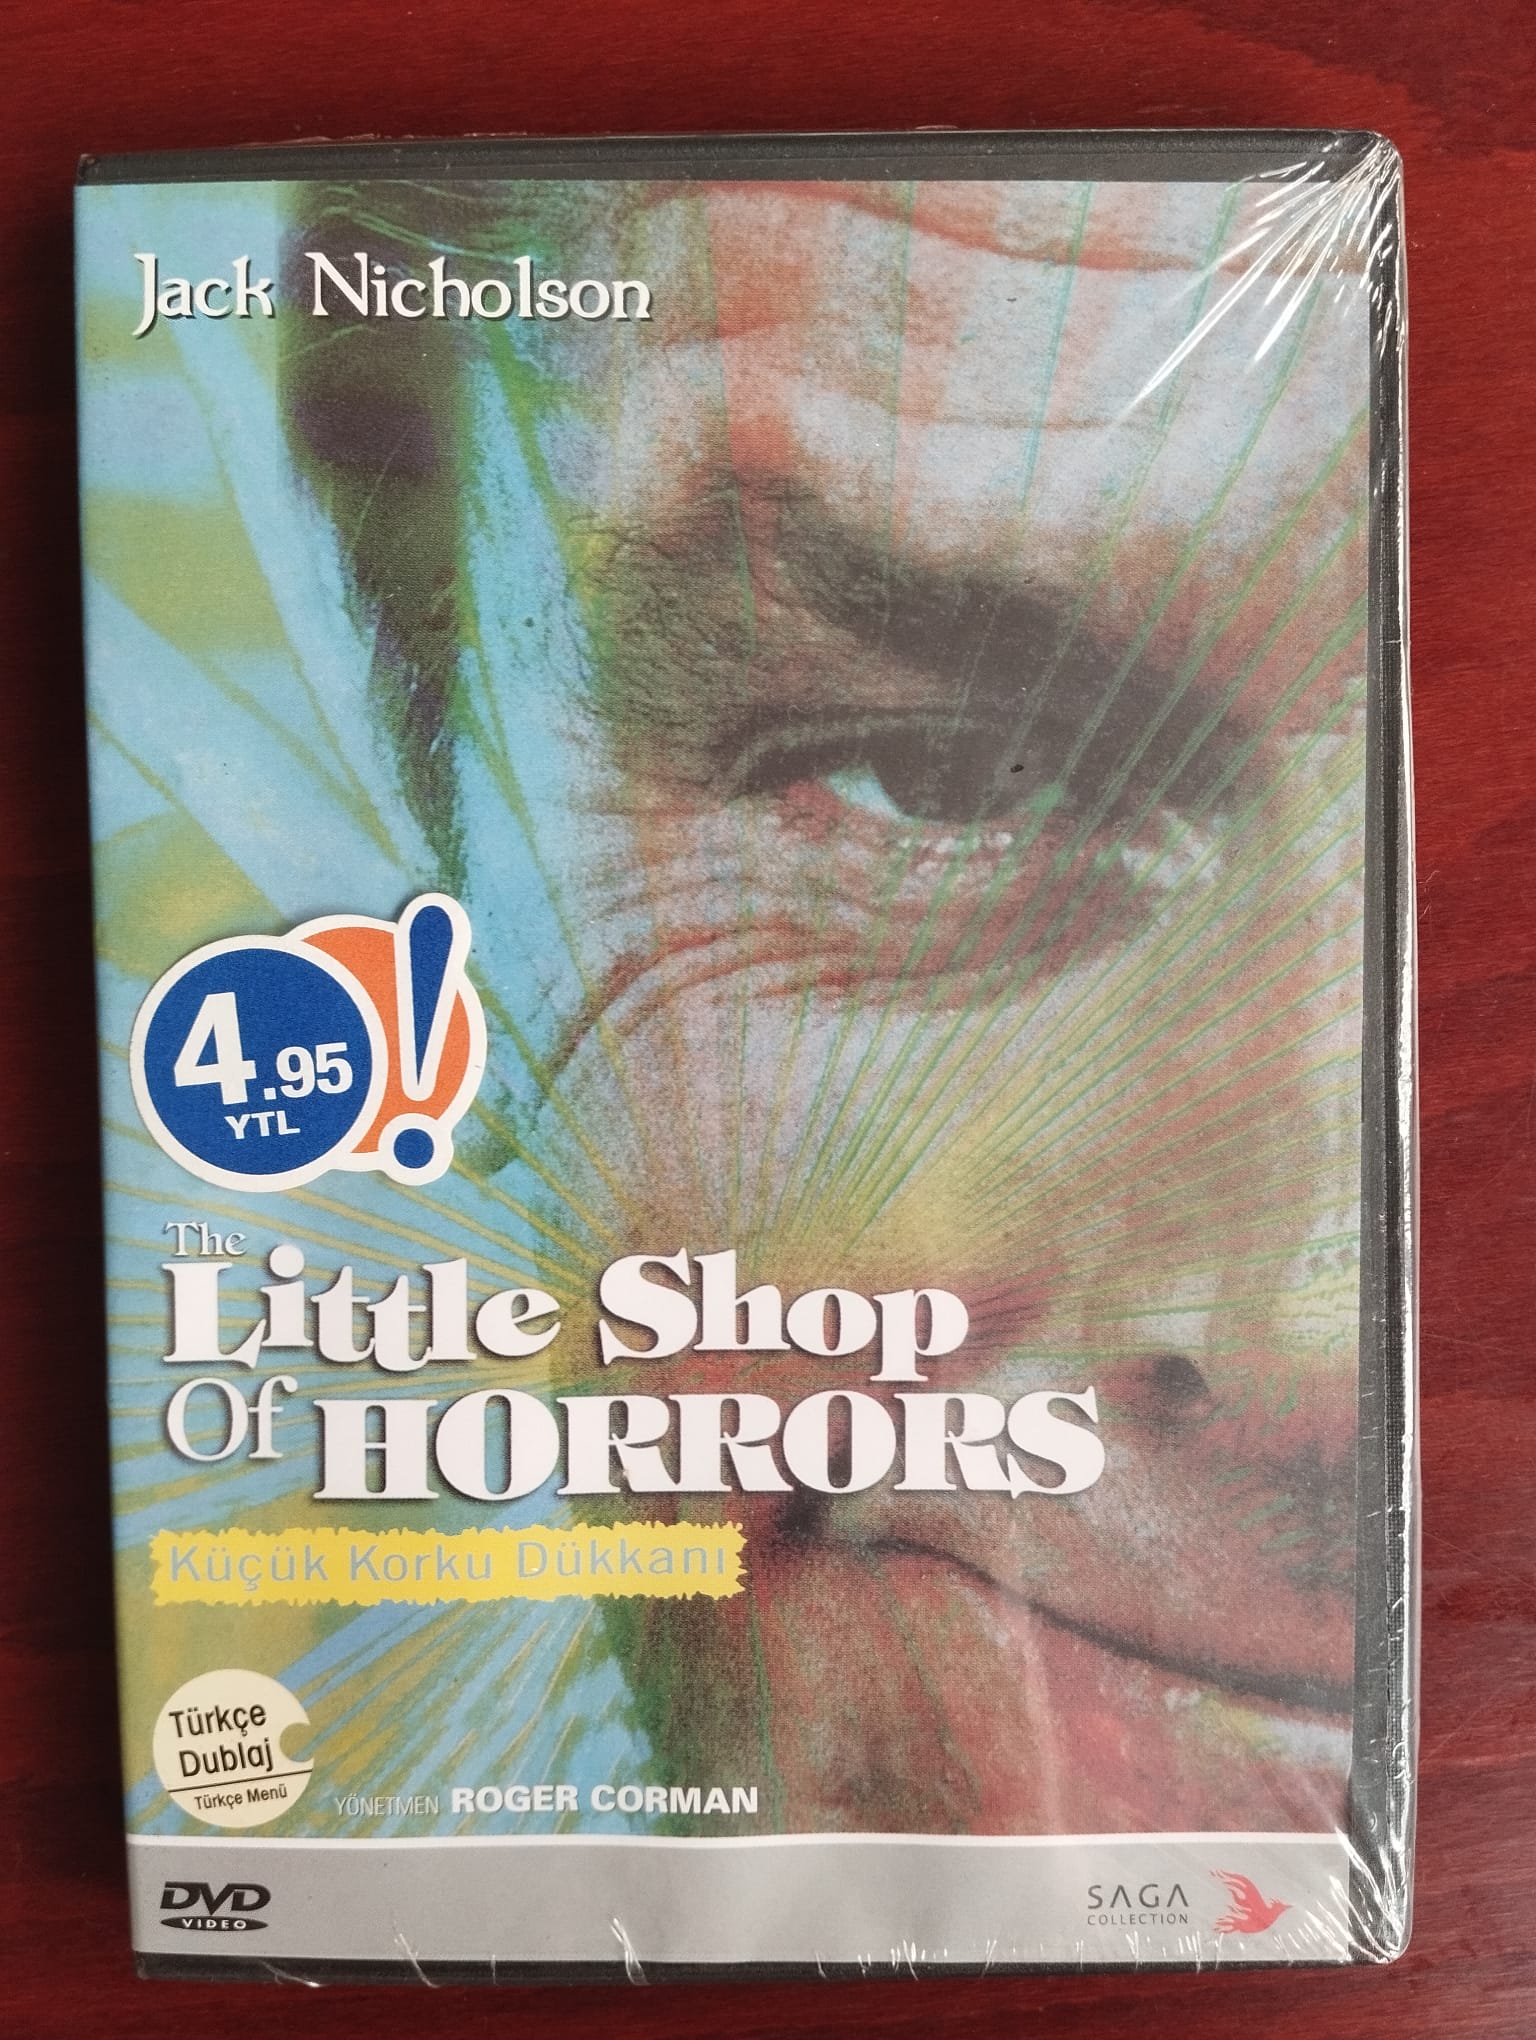 Jack Nicholson
4.95
YTL
The
Little Shop
Of HORRORS
Küçük Korku Dükkanı
Türkçe
Dublaj
Türkçe Menü
YÖNETMEN ROGER CORMAN
DVD
VIDEO
SAGA
COLLECTION